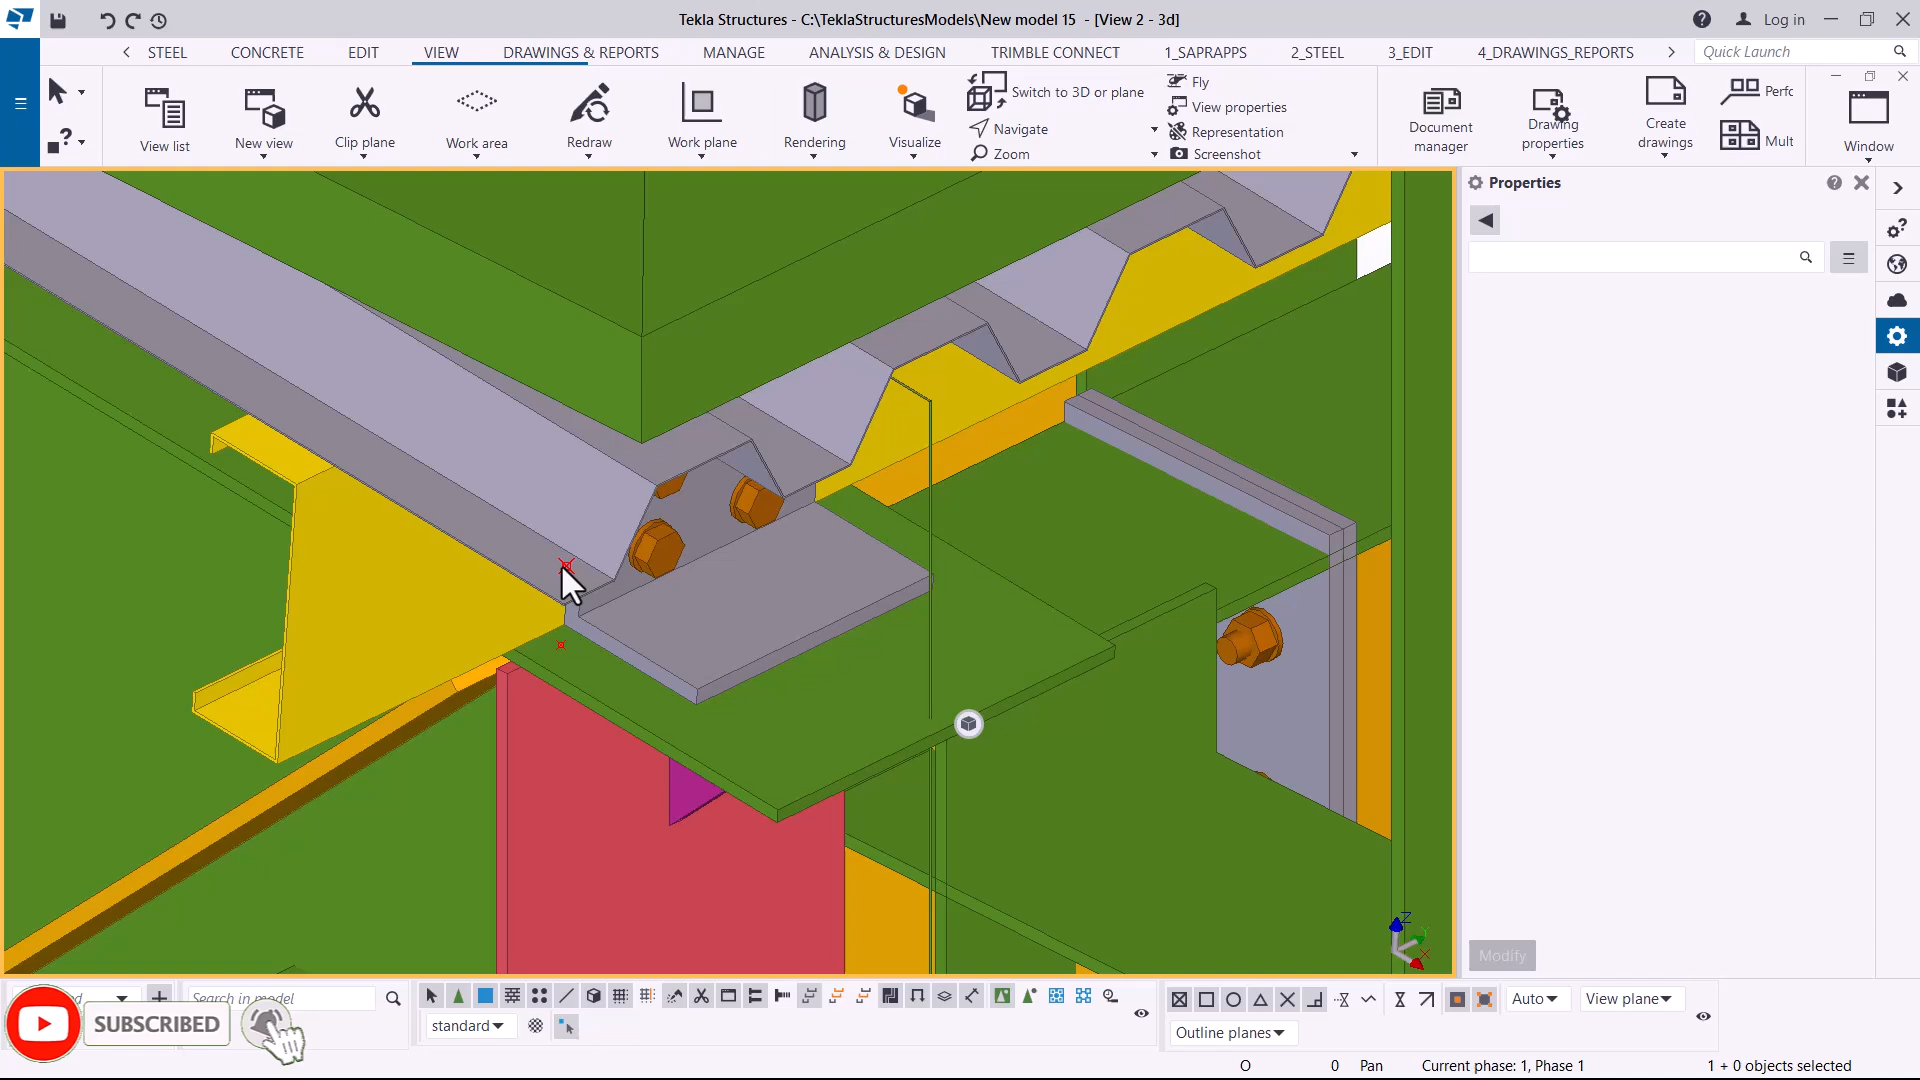 Tekla Structures - C:\TeklaStructuresModels\New model 15 - [View 2 - 3d]
Log in
STEEL
CONCRETE
EDIT
VIEW
DRAWINGS & REPORTS
MANAGE
ANALYSIS & DESIGN
TRIMBLE CONNECT
1_SAPRAPPS
2_STEEL
3_EDIT
4_DRAWINGS_REPORTS
Quick Launch
View list
New view
Clip plane
Work area
Redraw
Work plane
Rendering
Visualize
Switch to 3D or plane
Navigate
Zoom
Fly
View properties
Representation
Screenshot
Document
manager
Drawing
properties
Create
drawings
Perfc
Mult
Window
Properties
Modify
Z
Y
X
Search in model
SUBSCRIBED
standard
Auto
View plane
Outline planes
O
0
Pan
Current phase: 1, Phase 1
1 + 0 objects selected